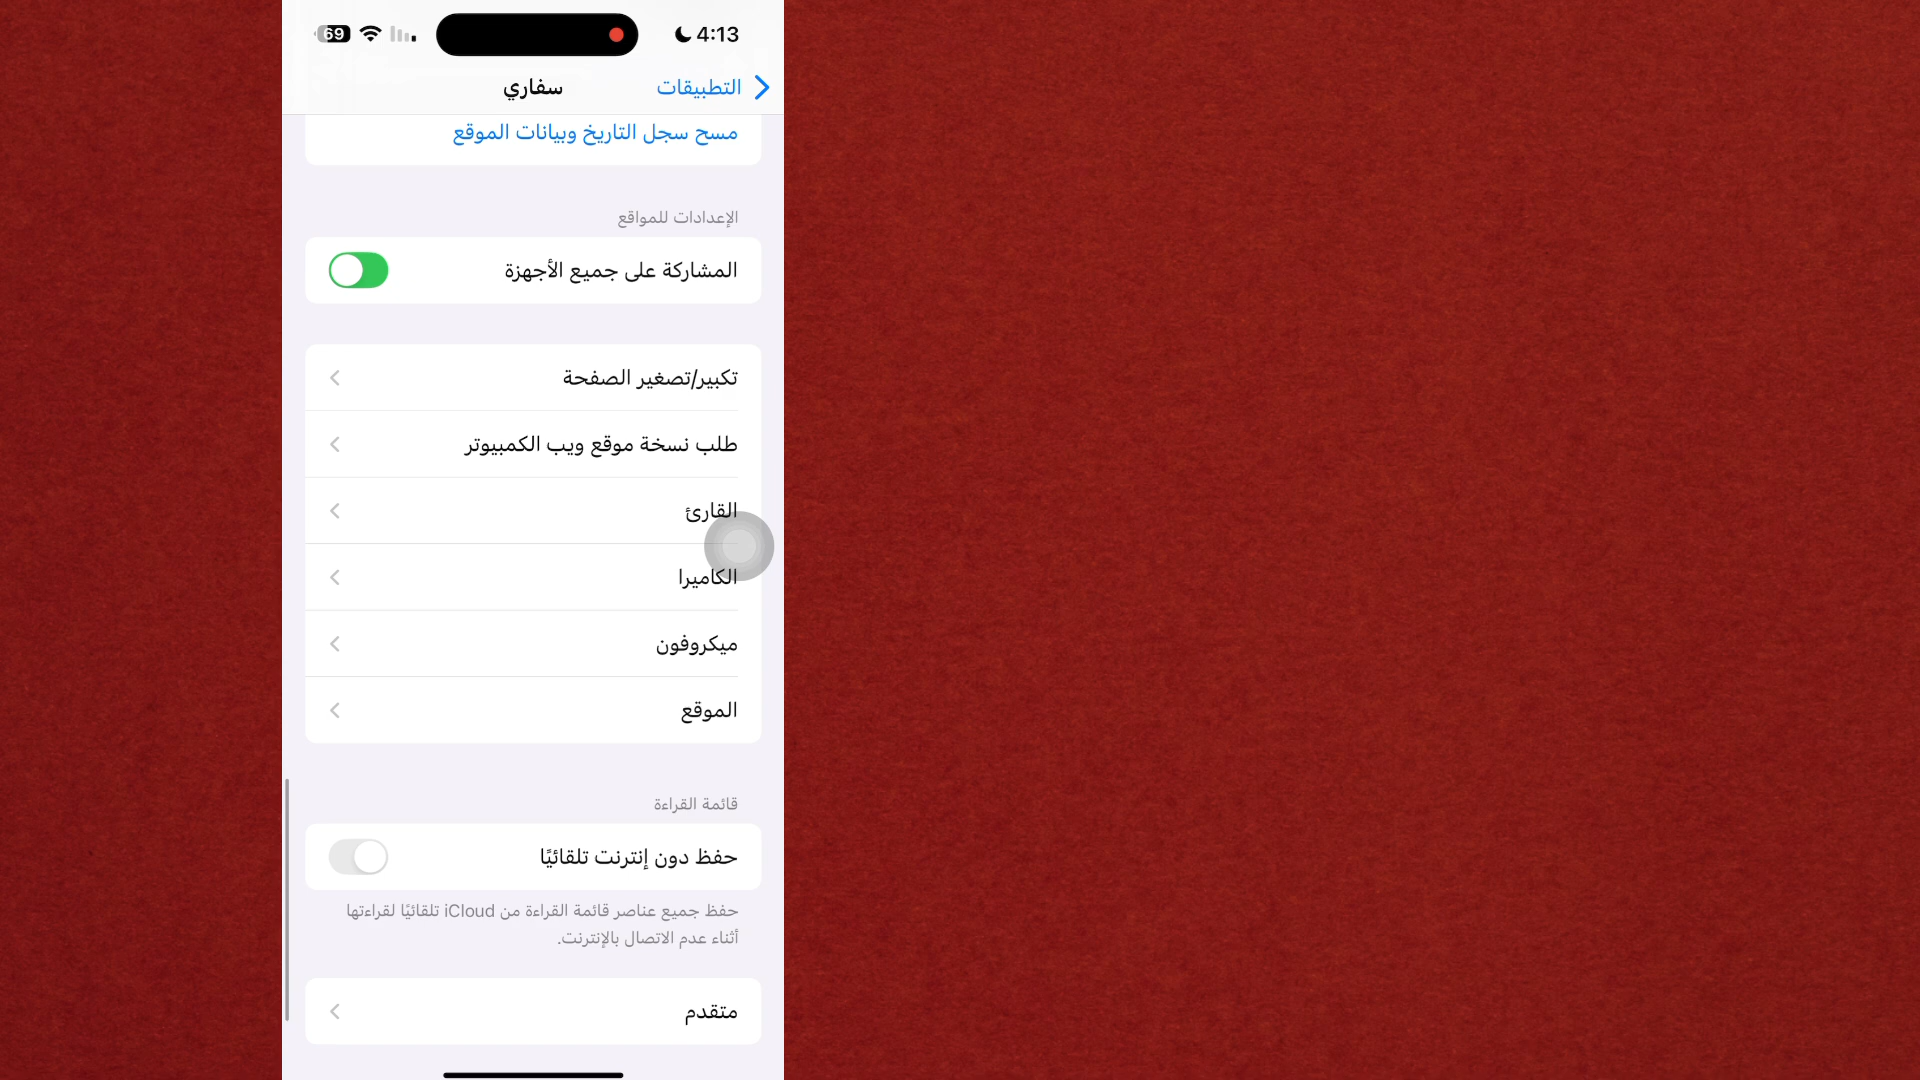 4:13
69
التطبيقات
سفاري
مسح سجل التاريخ وبيانات الموقع
الإعدادات للمواقع
المشاركة على جميع الأجهزة
تكبير/تصغير الصفحة
طلب نسخة موقع ويب الكمبيوتر
القارئ
الكاميرا
ميكروفون
الموقع
قائمة القراءة
حفظ دون إنترنت تلقائيًا
حفظ جميع عناصر قائمة القراءة من iCloud تلقائيًا لقراءتها
أثناء عدم الاتصال بالإنترنت.
متقدم